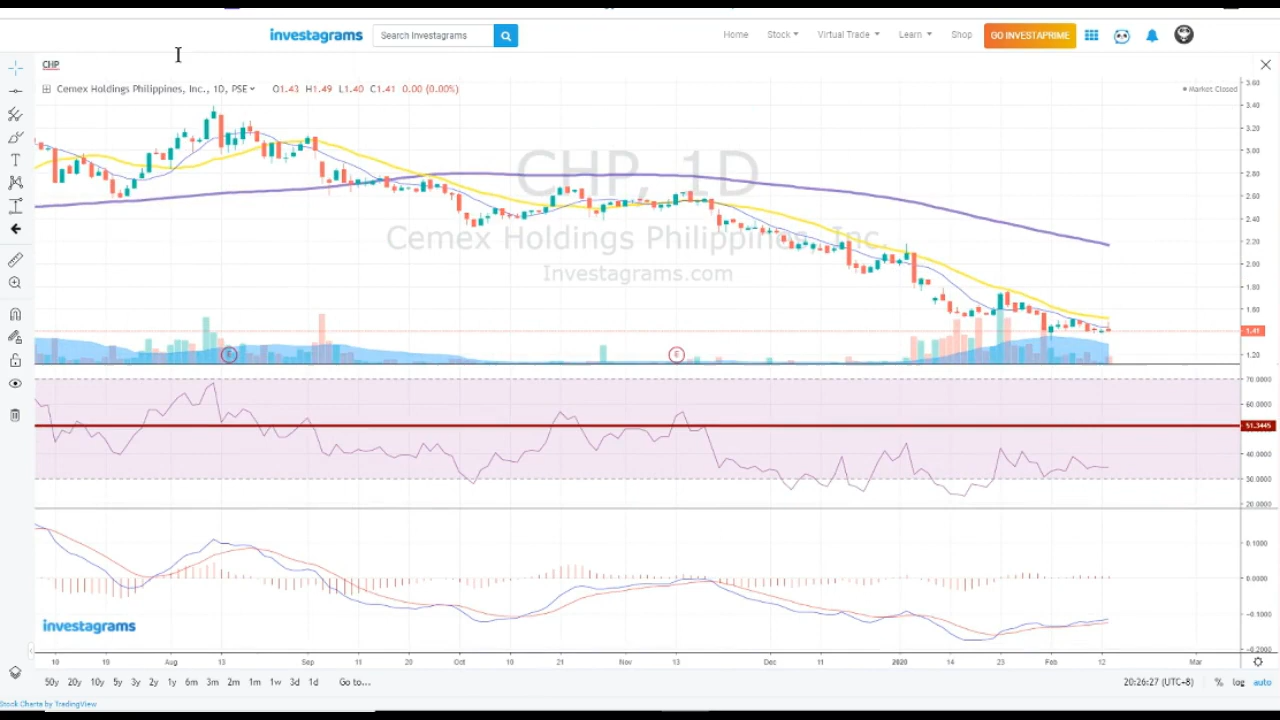 investagrams Search Investagrams Home Stock Virtual Trade Learn Shop GO INVESTAPRIME
CHP
Cemex Holdings Philippines, Inc., 1D, PSE O1.43 H1.49 L1.40 C1.41 0.00 (0.00%)
Market Closed
CHP, 1D
Cemex Holdings Philippines, Inc.
Investagrams.com
3.60
3.40
3.20
3.00
2.80
2.60
2.40
2.20
2.00
1.80
1.60
1.41
1.20
E E
70.0000
60.0000
51.3445
40.0000
30.0000
20.0000
0.1000
0.0000
-0.1000
-0.2000
investagrams
10 19 Aug 13 Sep 11 20 Oct 10 21 Nov 13 Dec 11 2020 14 23 Feb 12 Mar
50y 20y 10y 5y 3y 2y 1y 6m 3m 2m 1m 1w 3d 1d Go to... 20:26:27 (UTC-8) % log auto
Stock Charts by TradingView